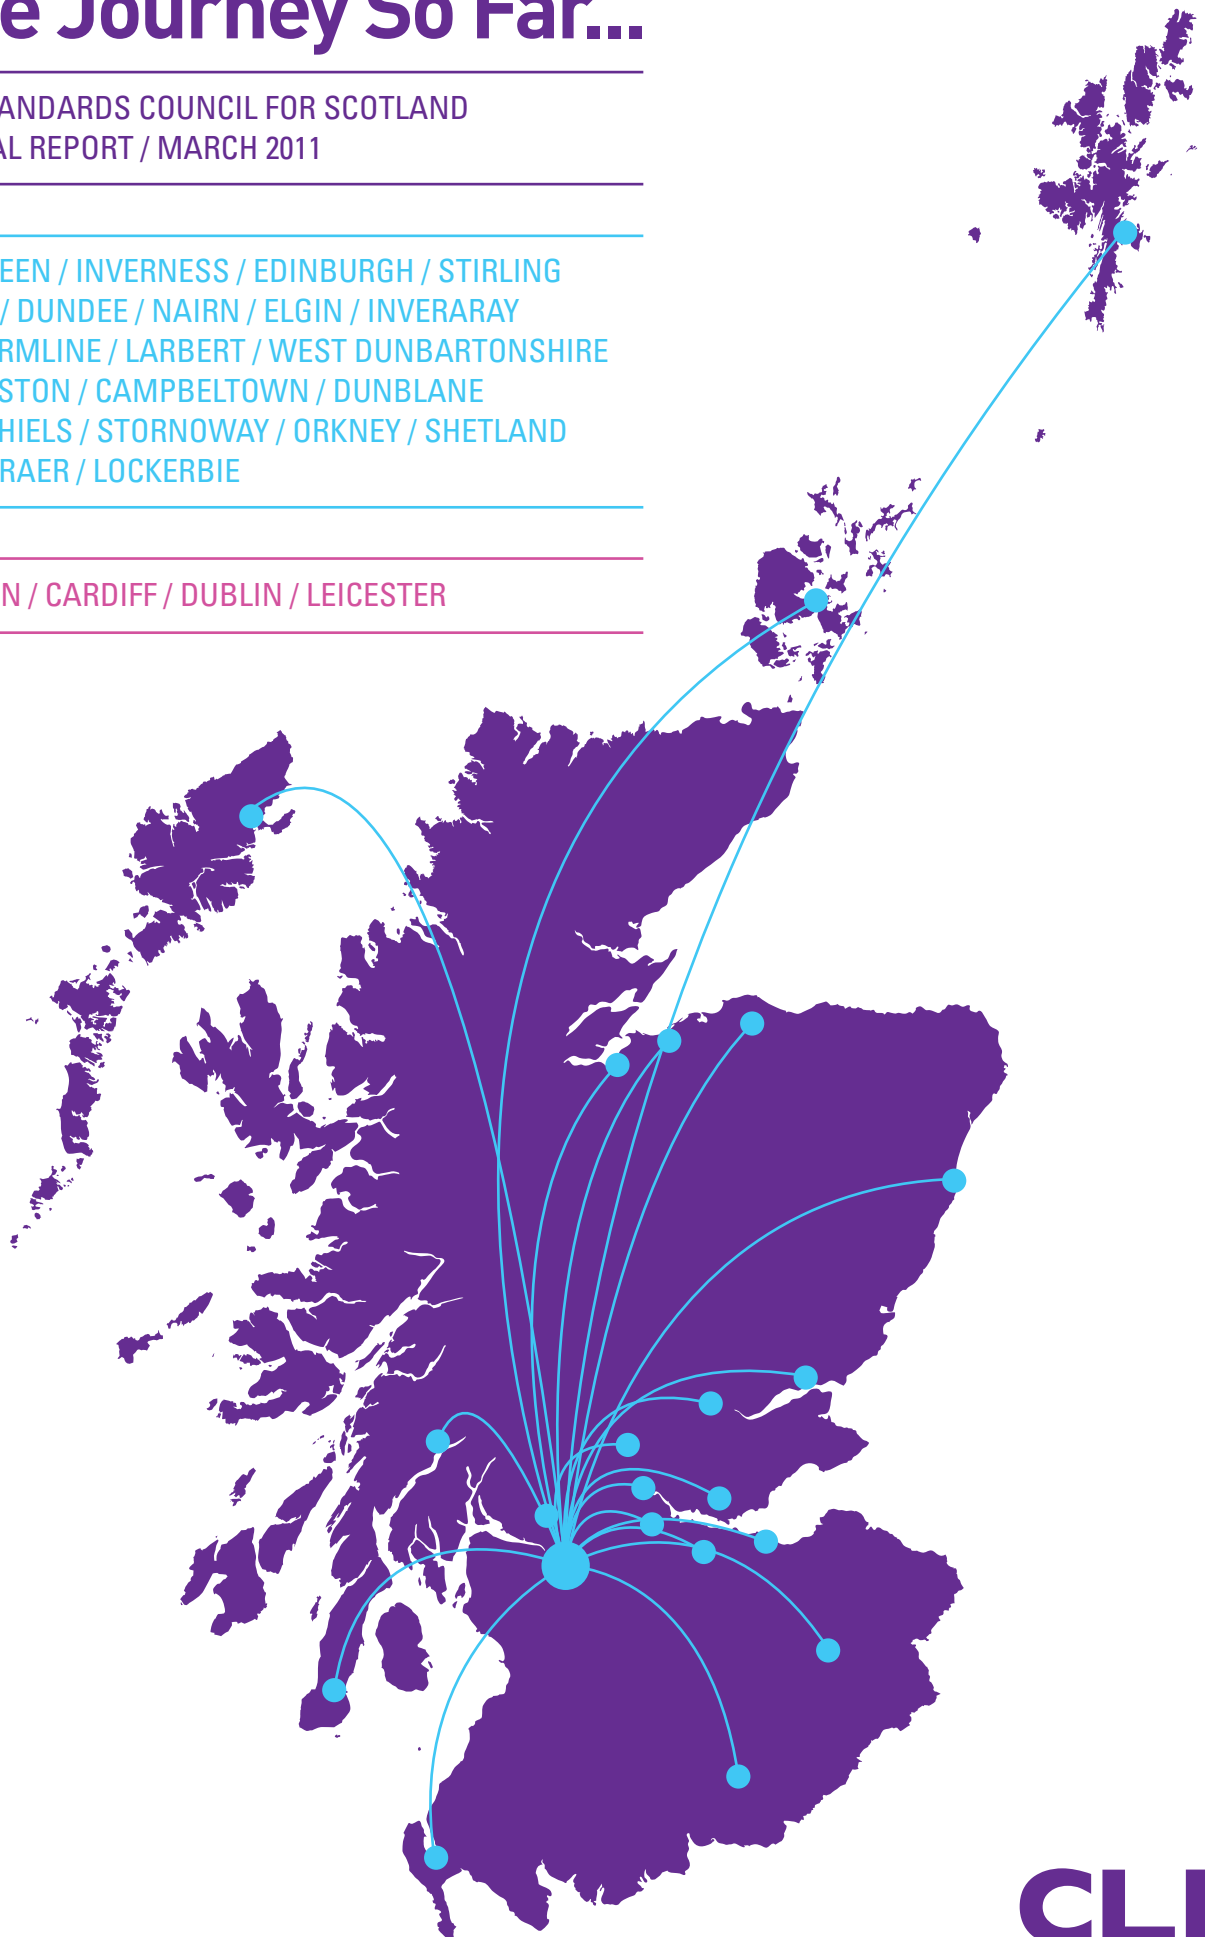 e Journey So Far...
ANDARDS COUNCIL FOR SCOTLAND
AL REPORT / MARCH 2011
EEN / INVERNESS / EDINBURGH / STIRLING
/ DUNDEE / NAIRN / ELGIN / INVERARAY
RMLINE / LARBERT / WEST DUNBARTONSHIRE
STON / CAMPBELTOWN / DUNBLANE
HIELS / STORNOWAY / ORKNEY / SHETLAND
RAER / LOCKERBIE
N / CARDIFF / DUBLIN / LEICESTER
CL